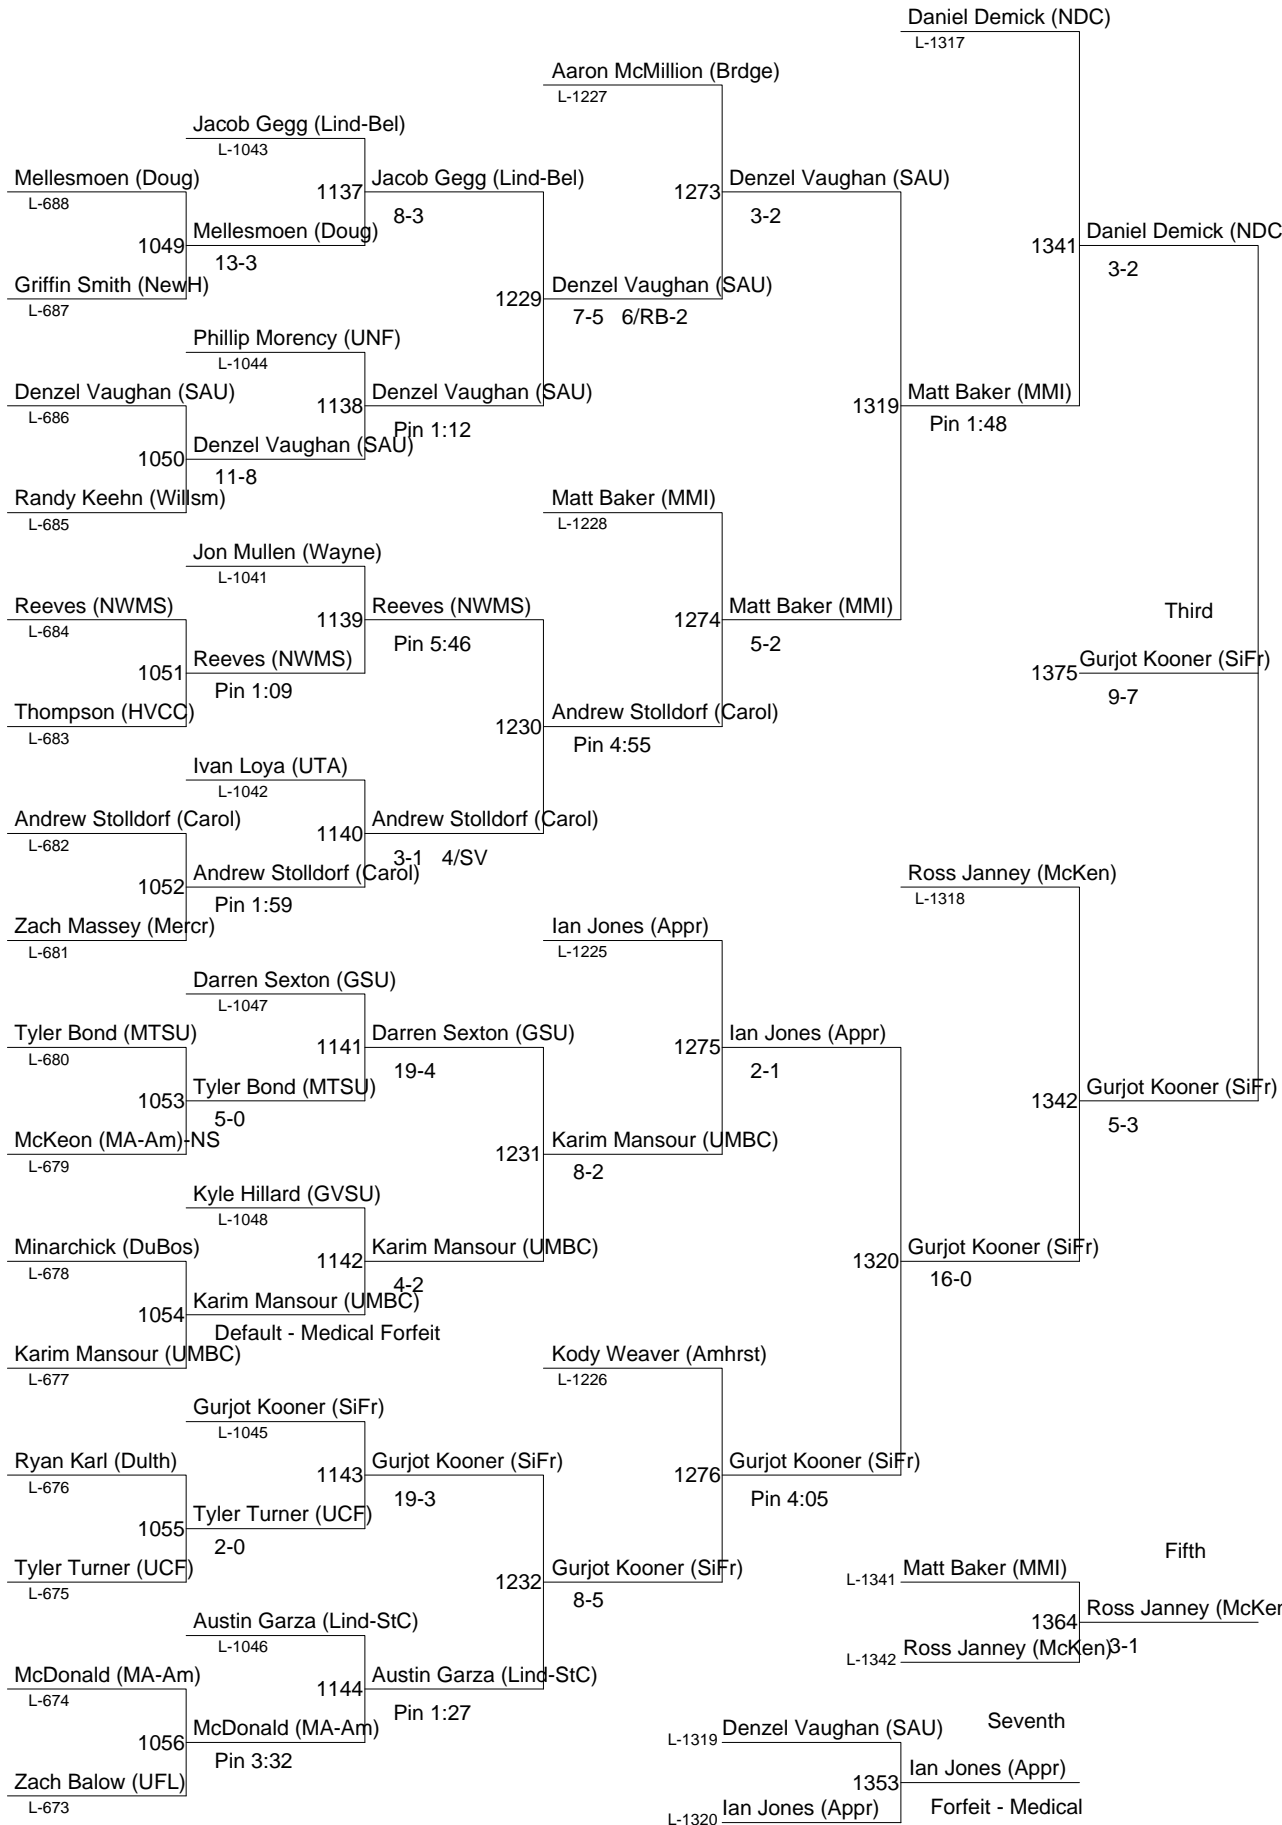 Daniel Demick (NDC)
L-1317
Aaron McMillion (Brdge)
L-1227
Jacob Gegg (Lind-Bel)
L-1043
Mellesmoen (Doug)
L-688
1137 Jacob Gegg (Lind-Bel)
8-3
1273 Denzel Vaughan (SAU)
3-2
1049 Mellesmoen (Doug)
13-3
1341 Daniel Demick (NDC
3-2
Griffin Smith (NewH)
L-687
1229 Denzel Vaughan (SAU)
7-5 6/RB-2
Phillip Morency (UNF)
L-1044
Denzel Vaughan (SAU)
L-686
1138 Denzel Vaughan (SAU)
Pin 1:12
1319 Matt Baker (MMI)
Pin 1:48
1050 Denzel Vaughan (SAU)
11-8
Randy Keehn (Willsm)
L-685
Matt Baker (MMI)
L-1228
Jon Mullen (Wayne)
L-1041
Reeves (NWMS)
L-684
1139 Reeves (NWMS)
Pin 5:46
1274 Matt Baker (MMI)
5-2
Third
1051 Reeves (NWMS)
Pin 1:09
1375 Gurjot Kooner (SiFr)
9-7
Thompson (HVCC)
L-683
1230 Andrew Stolldorf (Carol)
Pin 4:55
Ivan Loya (UTA)
L-1042
Andrew Stolldorf (Carol)
L-682
1140 Andrew Stolldorf (Carol)
3-1 4/SV
1052 Andrew Stolldorf (Carol)
Pin 1:59
Ross Janney (McKen)
L-1318
Zach Massey (Mercr)
L-681
Ian Jones (Appr)
L-1225
Darren Sexton (GSU)
L-1047
Tyler Bond (MTSU)
L-680
1141 Darren Sexton (GSU)
19-4
1275 Ian Jones (Appr)
2-1
1053 Tyler Bond (MTSU)
5-0
1342 Gurjot Kooner (SiFr)
5-3
McKeon (MA-Am)-NS
L-679
1231 Karim Mansour (UMBC)
8-2
Kyle Hillard (GVSU)
L-1048
Minarchick (DuBos)
L-678
1142 Karim Mansour (UMBC)
4-2
1320 Gurjot Kooner (SiFr)
16-0
1054 Karim Mansour (UMBC)
Default - Medical Forfeit
Karim Mansour (UMBC)
L-677
Kody Weaver (Amhrst)
L-1226
Gurjot Kooner (SiFr)
L-1045
Ryan Karl (Dulth)
L-676
1143 Gurjot Kooner (SiFr)
19-3
1276 Gurjot Kooner (SiFr)
Pin 4:05
1055 Tyler Turner (UCF)
2-0
Fifth
Tyler Turner (UCF)
L-675
1232 Gurjot Kooner (SiFr)
8-5
L-1341 Matt Baker (MMI)
1364 Ross Janney (McKen
3-1
Austin Garza (Lind-StC)
L-1046
L-1342 Ross Janney (McKen)
McDonald (MA-Am)
L-674
1144 Austin Garza (Lind-StC)
Pin 1:27
Seventh
1056 McDonald (MA-Am)
Pin 3:32
L-1319 Denzel Vaughan (SAU)
1353 Ian Jones (Appr)
Forfeit - Medical
Zach Balow (UFL)
L-673
L-1320 Ian Jones (Appr)